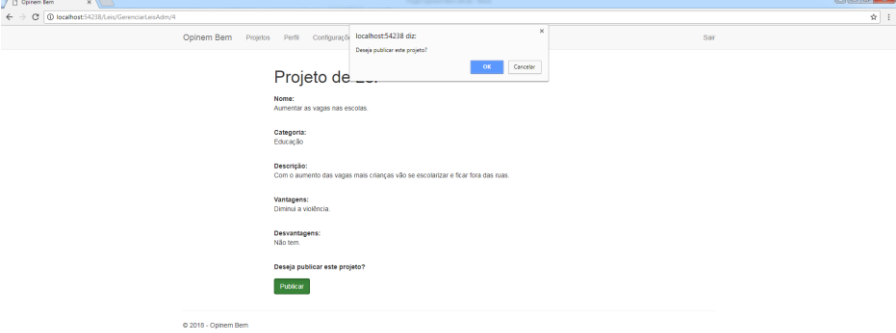 Opinem Bem
localhost:54238/Leis/GerenciarLeisAdm/4
Opinem Bem Projetos Perfil Configuraçõ Sair
localhost:54238 diz:
Deseja publicar este projeto?
OK Cancelar
Projeto de
Nome:
Aumentar as vagas nas escolas.
Categoria:
Educação
Descrição:
Com o aumento das vagas mais crianças vão se escolarizar e ficar fora das ruas.
Vantagens:
Diminui a violência.
Desvantagens:
Não tem.
Deseja publicar este projeto?
Publicar
© 2018 - Opinem Bem